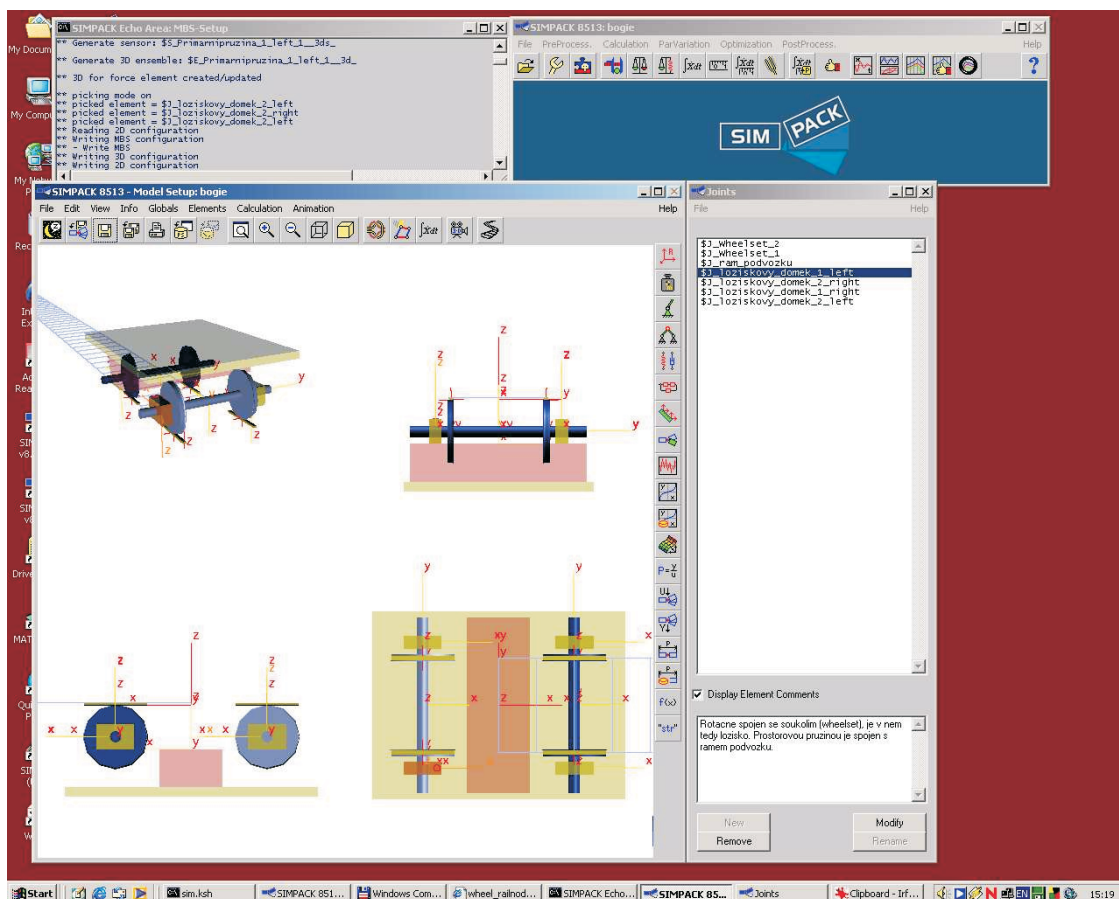 SIMPACK Echo Area: MBS-Setup
** Generate sensor: $S_Primarnipruzina_1_left_1__3ds_
** Generate 3D ensemble: $E_Primarnipruzina_1_left_1__3d_
** 3D for force element created/updated
** picking mode on
** picked element = $J_loziskovy_domek_2_left
** picked element = $J_loziskovy_domek_2_right
** picked element = $J_loziskovy_domek_2_left
** Reading 2D configuration
** Writing MBS configuration
** - Write MBS
** Writing 3D configuration
** Writing 2D configuration
SIMPACK 8513: bogie
File PreProcess. Calculation ParVariation Optimization PostProcess. Help
SIM PACK
My Docum
My Compu
SIMPACK 8513 - Model Setup: bogie
File Edit View Info Globals Elements Calculation Animation Help
Joints
File Help
$J_Wheelset_2
$J_Wheelset_1
$J_ram_podvozku
$J_loziskovy_domek_1_left
$J_loziskovy_domek_2_right
$J_loziskovy_domek_1_right
$J_loziskovy_domek_2_left
Display Element Comments
Rotacne spojen se soukolim (wheelset), je v nem
tedy lozisko. Prostorovou pruzinou je spojen s
ramem podvozku.
New Modify
Remove Rename
f(x)
"str"
Start
sim.ksh
SIMPACK 851...
Windows Com...
wheel_railnod...
SIMPACK Echo...
SIMPACK 85...
Joints
Clipboard - Irf...
EN
15:19